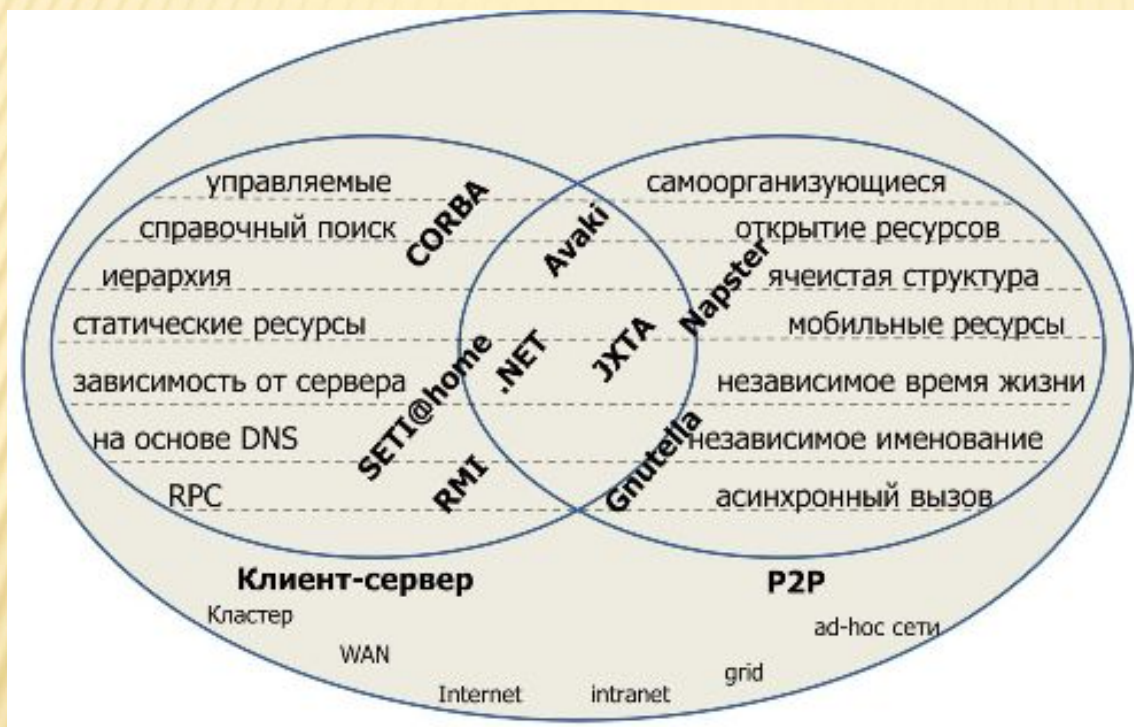 управляемые
самоорганизующиеся
CORBA
Avaki
справочный поиск
открытие ресурсов
иерархия
ячеистая структура
Napster
статические ресурсы
мобильные ресурсы
SETI@home
.NET
JXTA
зависимость от сервера
независимое время жизни
на основе DNS
независимое именование
RMI
Gnutella
RPC
асинхронный вызов
Клиент-сервер
P2P
Кластер
ad-hoc сети
WAN
grid
Internet
intranet